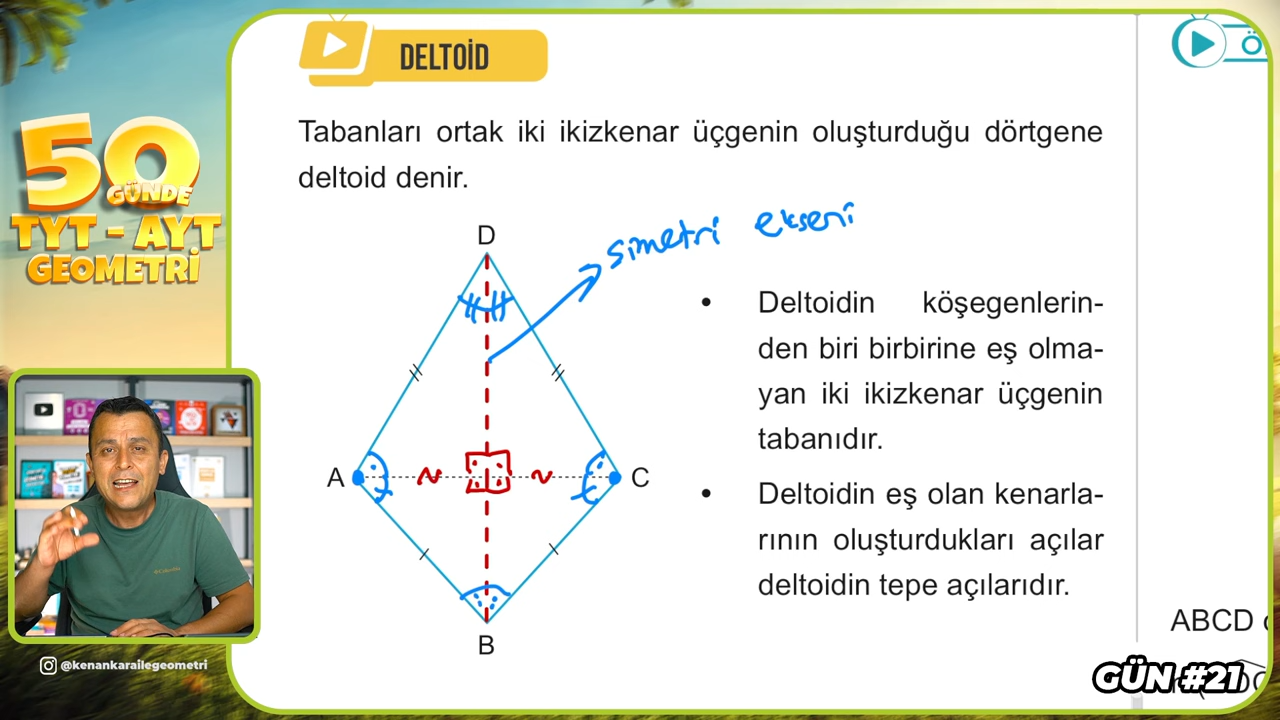 DELTOİD
Tabanları ortak iki ikizkenar üçgenin oluşturduğu dörtgene
deltoid denir.
simetri ekseni
D
A
C
B
• Deltoidin köşegenlerin-
den biri birbirine eş olma-
yan iki ikizkenar üçgenin
tabanıdır.
• Deltoidin eş olan kenarla-
rının oluşturdukları açılar
deltoidin tepe açılarıdır.
50
GÜNDE
TYT - AYT
GEOMETRİ
@kenankarailegeometri
ABCD
GÜN #21